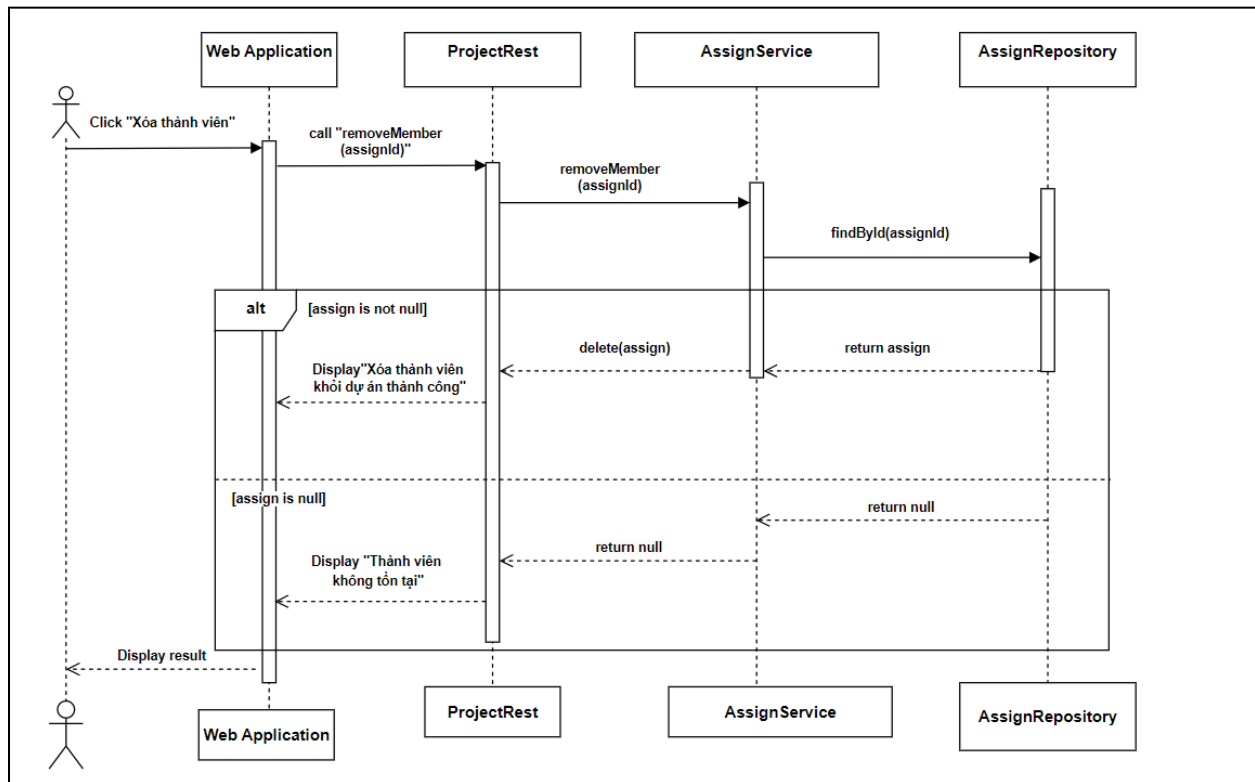 Web Application
ProjectRest
AssignService
AssignRepository
Click "Xóa thành viên"
call "removeMember
(assignId)"
removeMember
(assignId)
findById(assignId)
alt
[assign is not null]
delete(assign)
return assign
Display"Xóa thành viên
khỏi dự án thành công"
[assign is null]
return null
return null
Display "Thành viên
không tồn tại"
Display result
Web Application
ProjectRest
AssignService
AssignRepository